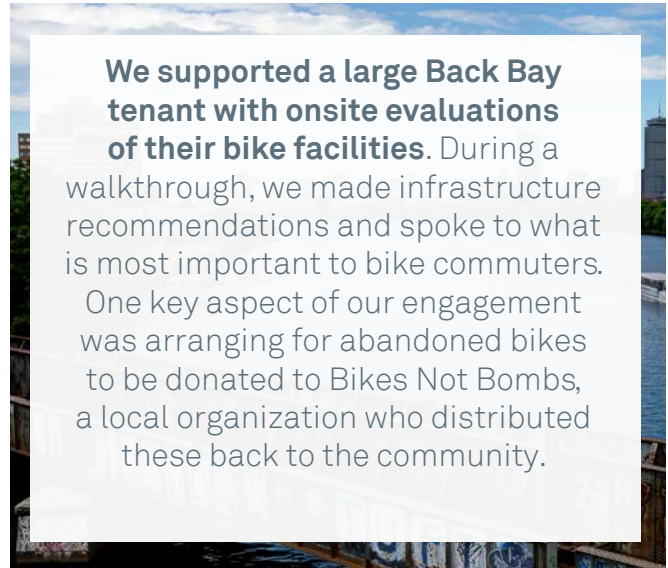 We supported a large Back Bay
tenant with onsite evaluations
of their bike facilities. During a
walkthrough, we made infrastructure
recommendations and spoke to what
is most important to bike commuters.
One key aspect of our engagement
was arranging for abandoned bikes
to be donated to Bikes Not Bombs,
a local organization who distributed
these back to the community.